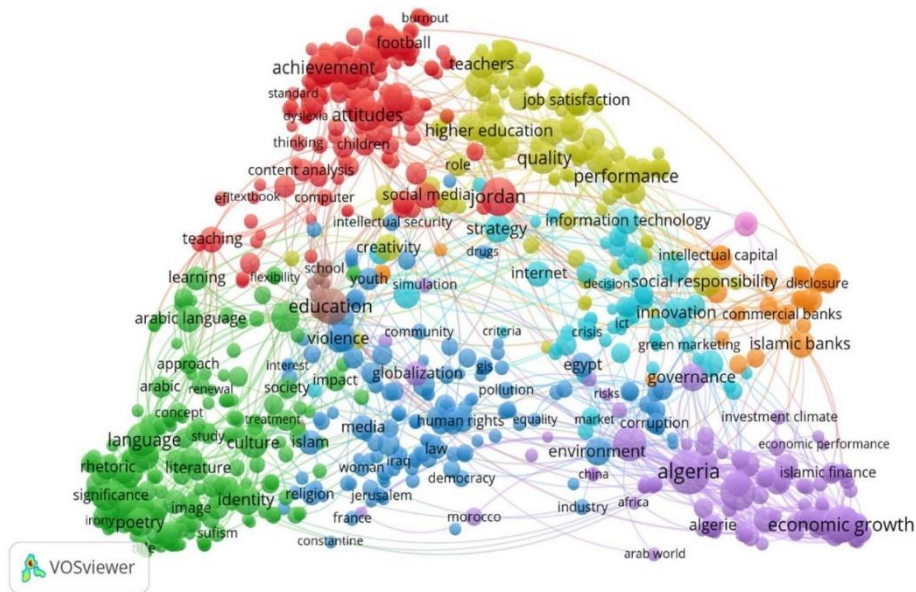 burnout
football
achievement
teachers
standard
job satisfaction
dyslexia
attitudes
higher education
thinking
children
quality
role
content analysis
performance
efl
textbook
computer
social media
jordan
intellectual security
information technology
strategy
teaching
creativity
drugs
intellectual capital
school
learning
flexibility
youth
simulation
internet
decision
social responsibility
disclosure
education
arabic language
innovation
commercial banks
violence
community
criteria
crisis
ict
green marketing
islamic banks
approach
interest
globalization
gis
egypt
arabic
renewal
society
impact
pollution
risks
governance
concept
treatment
human rights
equality
market
corruption
investment climate
language
study
culture
islam
media
law
environment
economic performance
rhetoric
literature
woman
iraq
democracy
china
algeria
islamic finance
significance
image
identity
religion
jerusalem
industry
africa
irony
poetry
sufism
france
morocco
algerie
economic growth
constantine
arab world
VOSviewer